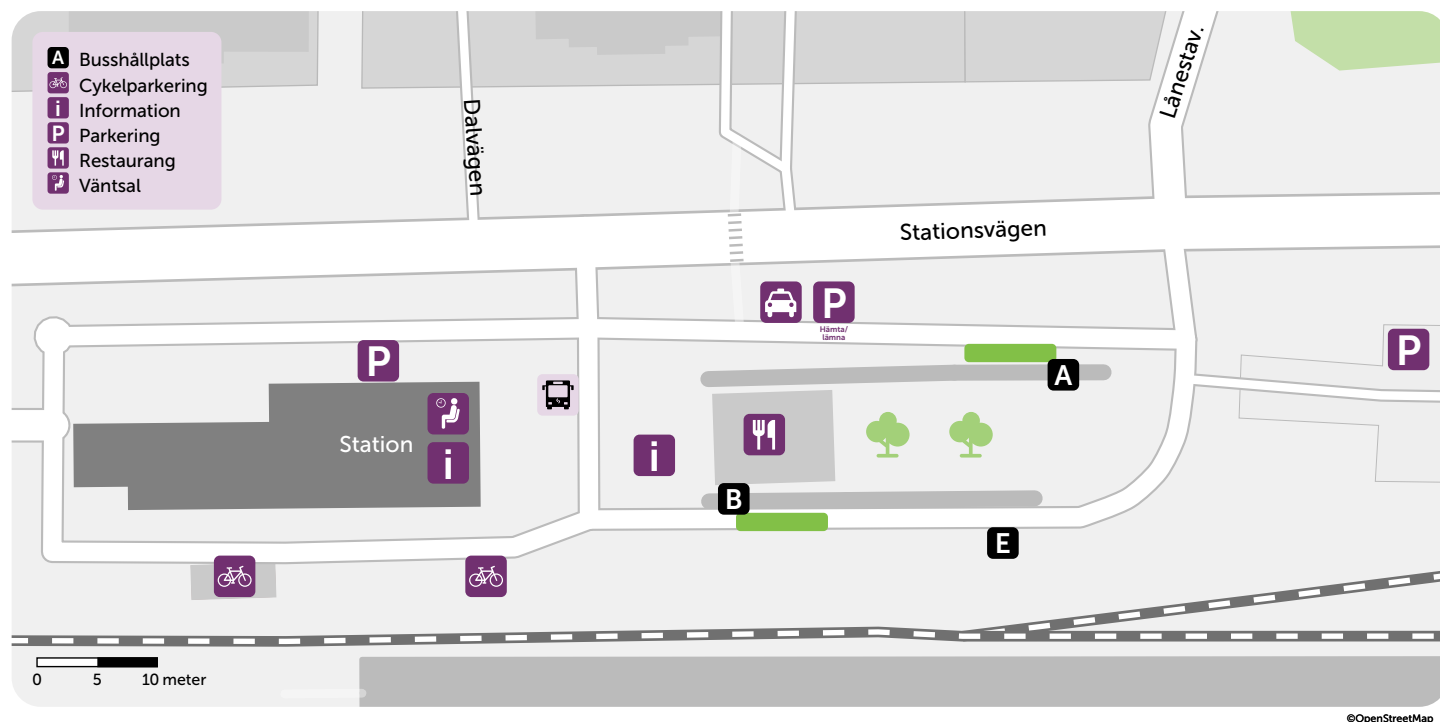 A Busshållplats
Cykelparkering
i Information
P Parkering
Restaurang
Väntsal
Dalvägen
Lånestav.
Stationsvägen
P
Hämta/
lämna
P
P
A
Station
i
i
B
E
0 5 10 meter
©OpenStreetMap